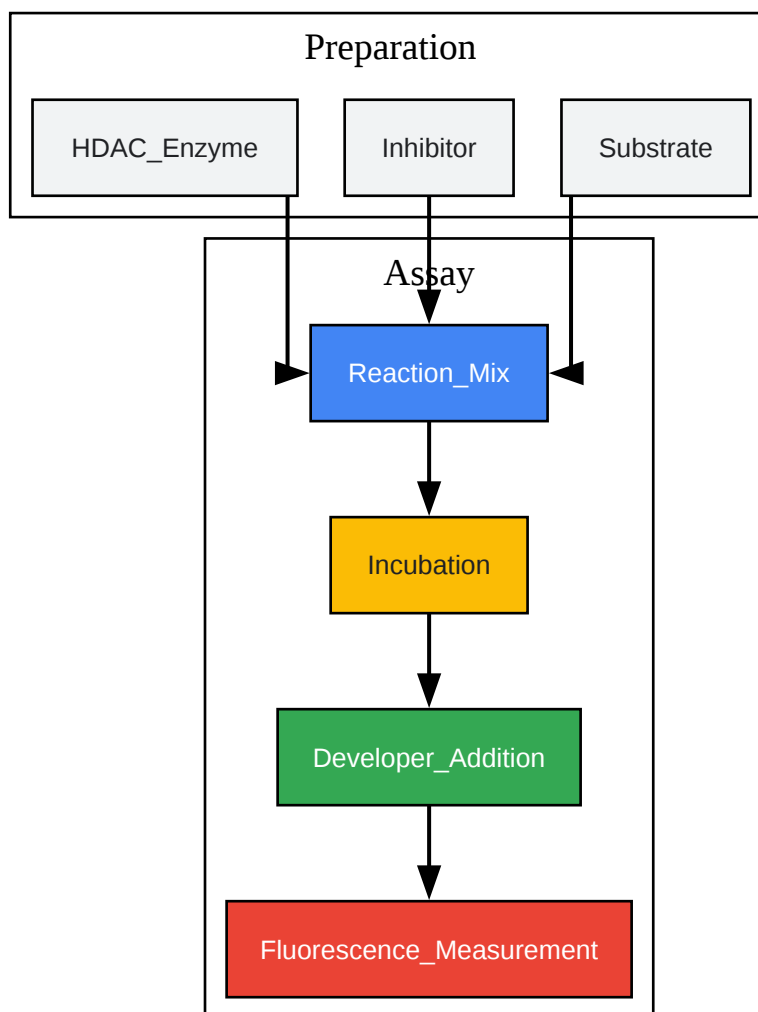 Preparation
HDAC_Enzyme
Inhibitor
Substrate
Assay
Reaction_Mix
Incubation
Developer_Addition
Fluorescence_Measurement